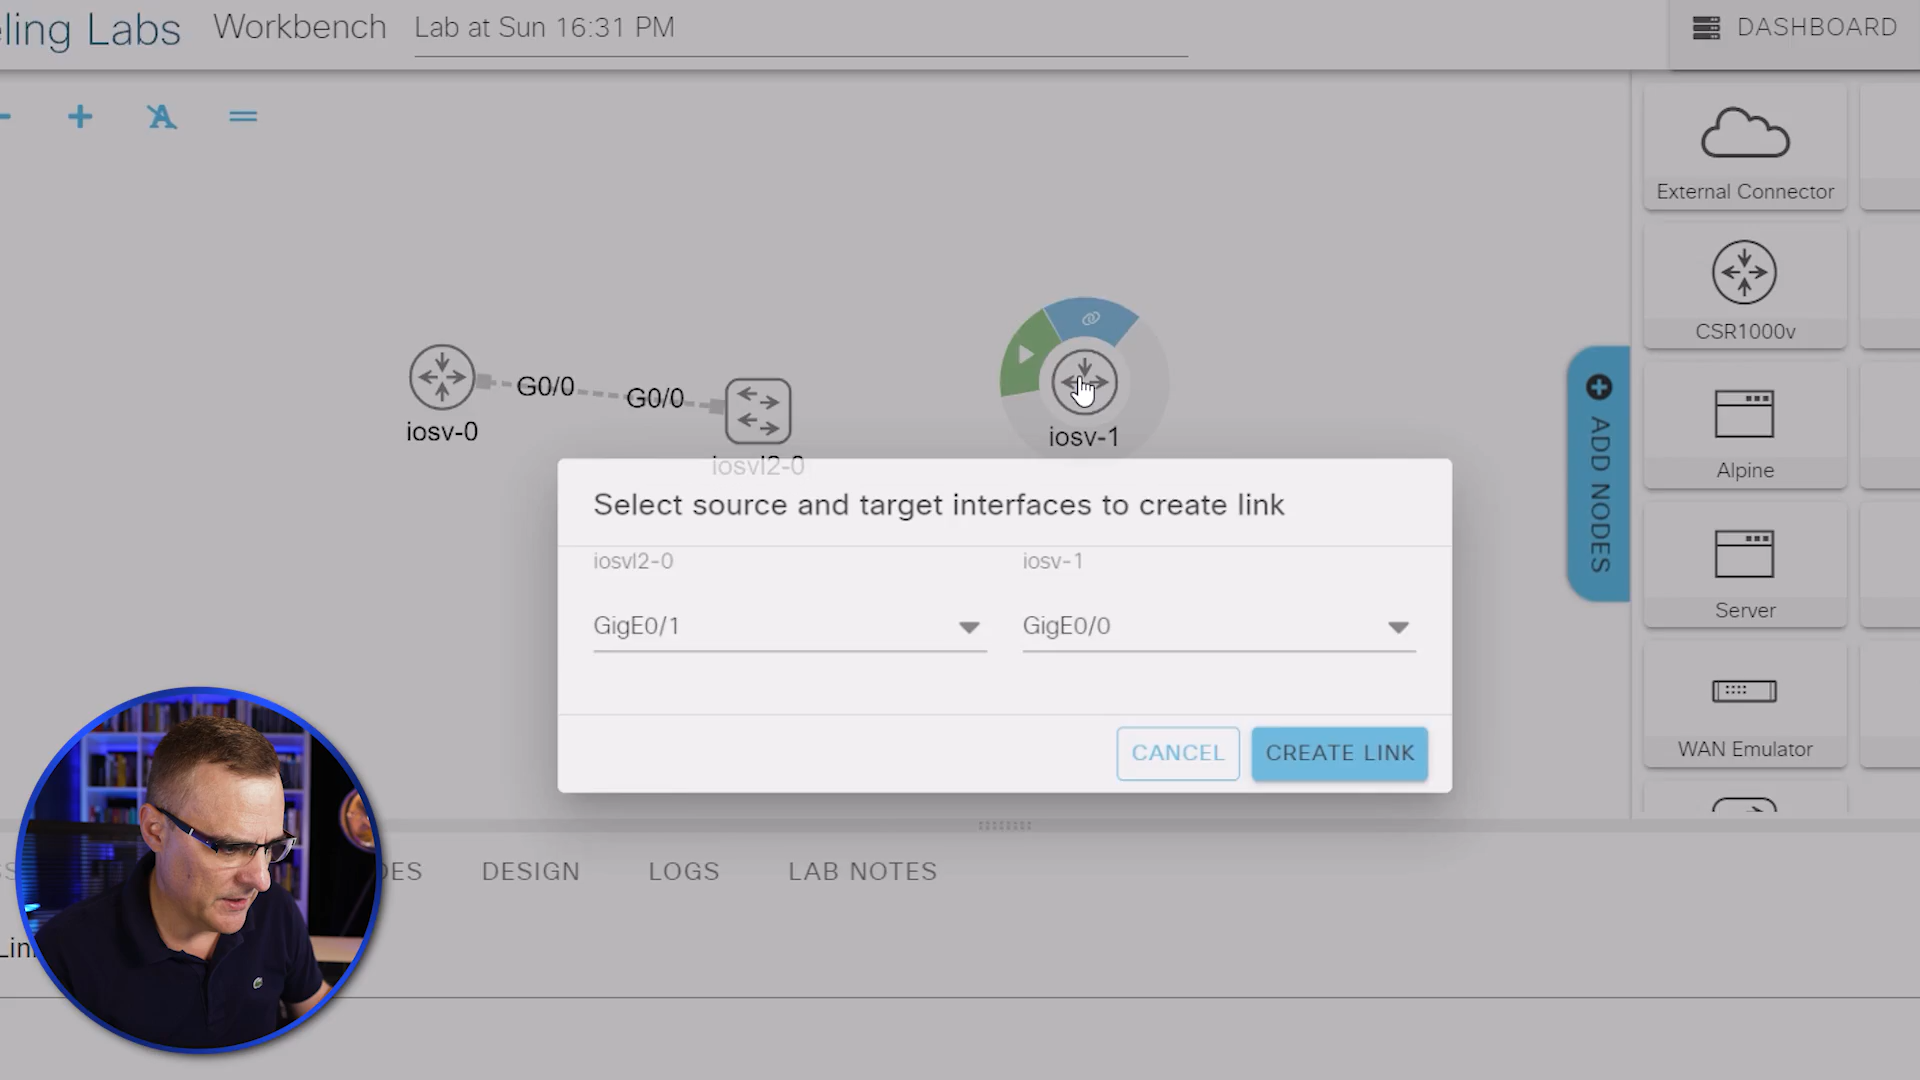 eling Labs
Workbench
Lab at Sun 16:31 PM
DASHBOARD
External Connector
CSR1000v
Alpine
Server
WAN Emulator
ADD NODES
iosv-0
G0/0
G0/0
iosvl2-0
iosv-1
Select source and target interfaces to create link
iosvl2-0
iosv-1
GigE0/1
GigE0/0
CANCEL
CREATE LINK
DES
DESIGN
LOGS
LAB NOTES
Lin